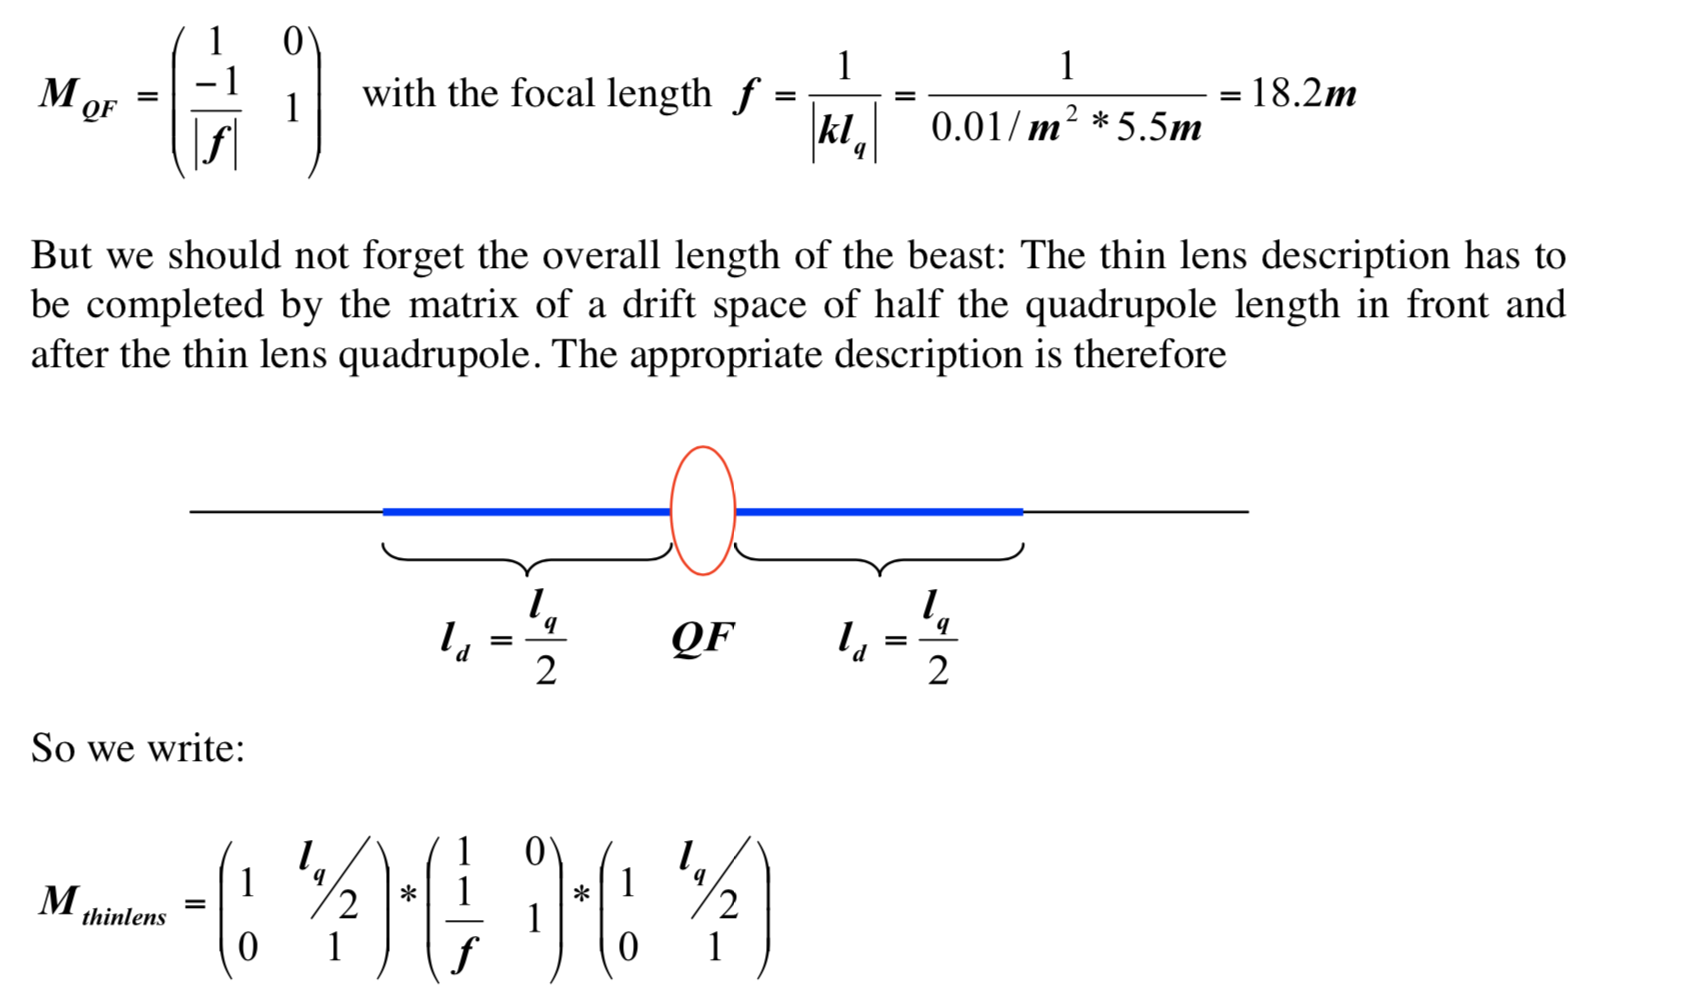 M_QF = ( 1 0 ; -1/|f| 1 ) with the focal length f = 1/|kl_q| = 1/(0.01/m² * 5.5m) = 18.2m
But we should not forget the overall length of the beast: The thin lens description has to
be completed by the matrix of a drift space of half the quadrupole length in front and
after the thin lens quadrupole. The appropriate description is therefore
l_d = l_q/2 QF l_d = l_q/2
So we write:
M_thinlens = ( 1 l_q/2 ; 0 1 ) * ( 1 0 ; 1/f 1 ) * ( 1 l_q/2 ; 0 1 )